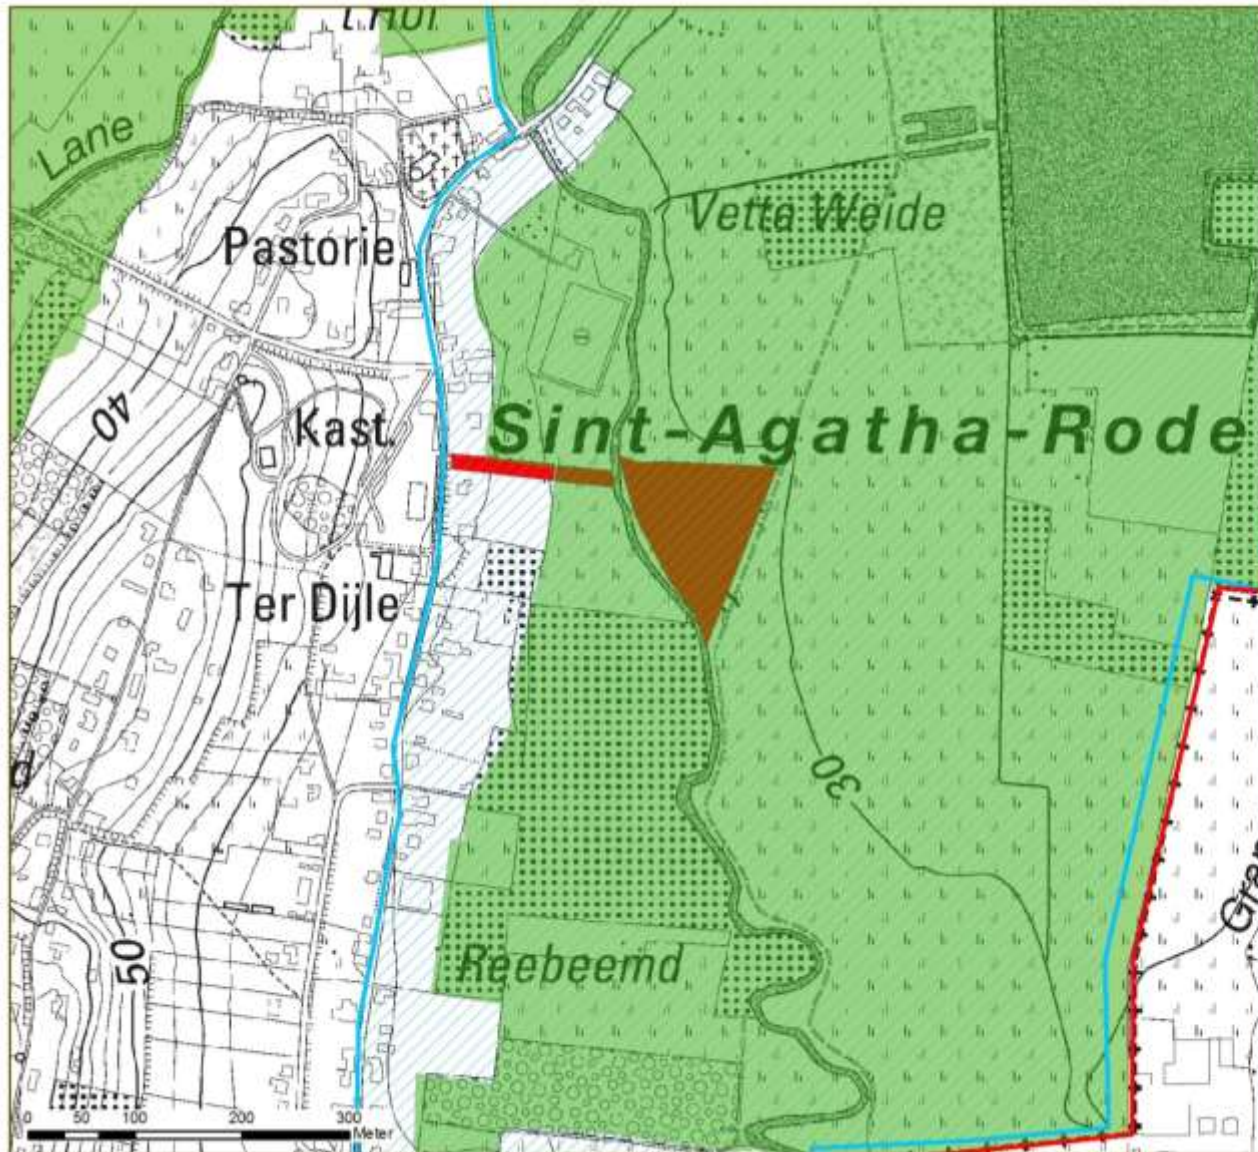 Lane
Vette Weide
Pastorie
40
Kast.
Sint-Agatha-Rode
Ter Dijle
30
50
Reebeemd
0 50 100 200 300
Meter